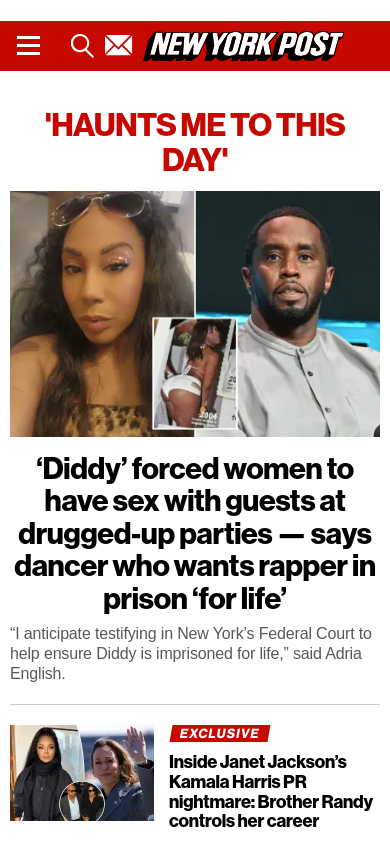 NEW YORK POST
'HAUNTS ME TO THIS
DAY'
2004
‘Diddy’ forced women to
have sex with guests at
drugged-up parties — says
dancer who wants rapper in
prison ‘for life’
“I anticipate testifying in New York’s Federal Court to
help ensure Diddy is imprisoned for life,” said Adria
English.
EXCLUSIVE
Inside Janet Jackson’s
Kamala Harris PR
nightmare: Brother Randy
controls her career